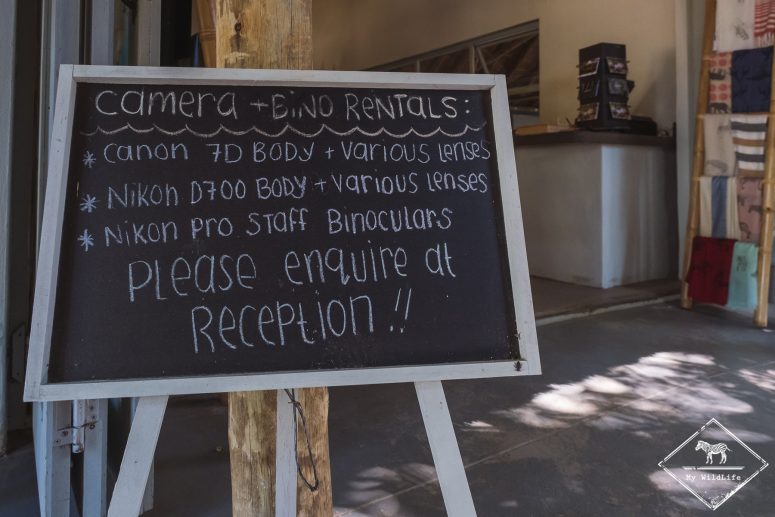 Camera + Bino Rentals:
* Canon 7D Body + Various Lenses
* Nikon D700 Body + Various Lenses
* Nikon Pro Staff Binoculars
Please enquire at
Reception!!
My WildLife